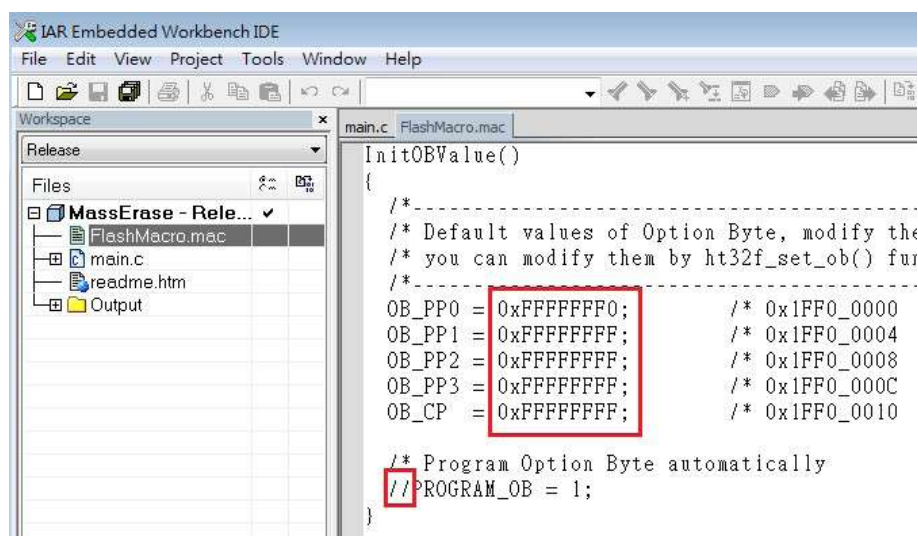 IAR Embedded Workbench IDE
File Edit View Project Tools Window Help
Workspace
main.c FlashMacro.mac
Release
Files
MassErase - Rele...
FlashMacro.mac
main.c
readme.htm
Output
InitOBValue()
{
/*-----------------------------------------
/* Default values of Option Byte, modify the
/* you can modify them by ht32f_set_ob() fun
/*-----------------------------------------
OB_PP0 = 0xFFFFFFF0; /* 0x1FF0_0000
OB_PP1 = 0xFFFFFFFF; /* 0x1FF0_0004
OB_PP2 = 0xFFFFFFFF; /* 0x1FF0_0008
OB_PP3 = 0xFFFFFFFF; /* 0x1FF0_000C
OB_CP = 0xFFFFFFFF; /* 0x1FF0_0010
/* Program Option Byte automatically
//PROGRAM_OB = 1;
}